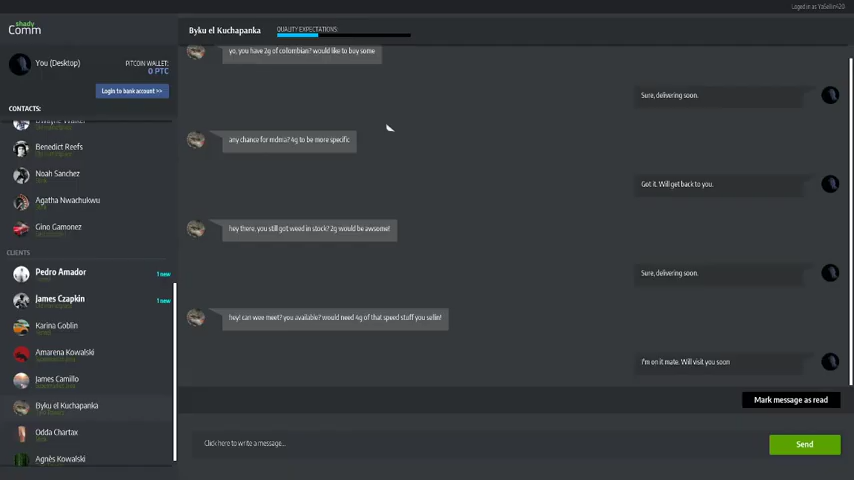 Logged in as YaSellin420
shady
Comm
You (Desktop)
PITCOIN WALLET:
0 PTC
Login to bank account >>
CONTACTS:
Benedict Reefs
Noah Sanchez
Agatha Nwachukwu
Gino Gamonez
CLIENTS
Pedro Amador
1 new
James Czapkin
1 new
Karina Goblin
Amarena Kowalski
James Camillo
Byku el Kuchapanka
Odda Chartax
Agnès Kowalski
Byku el Kuchapanka
QUALITY EXPECTATIONS:
yo, you have 2g of colombian? would like to buy some
Sure, delivering soon.
any chance for mdma? 4g to be more specific
Got it. Will get back to you.
hey there, you still got weed in stock? 2g would be awsome!
Sure, delivering soon.
hey! can wee meet? you available? would need 4g of that speed stuff you sellin!
I'm on it mate. Will visit you soon
Mark message as read
Click here to write a message...
Send